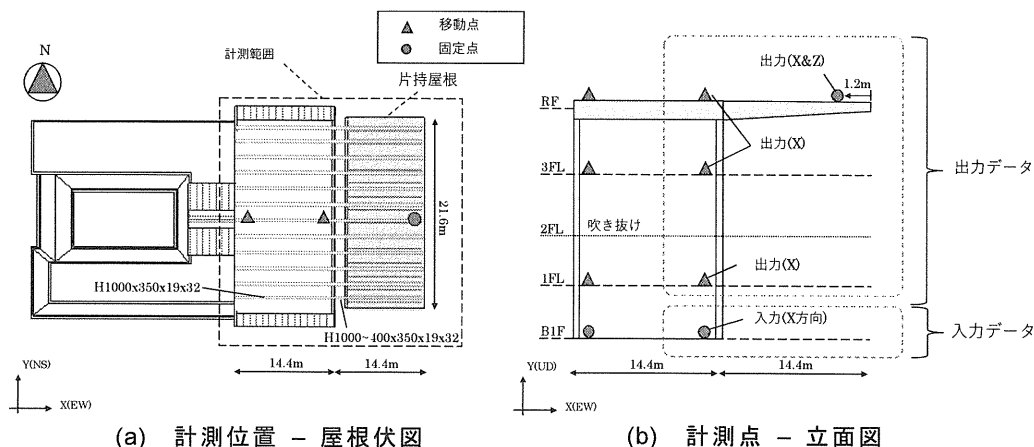 移動点
固定点
N
計測範囲
片持屋根
21.6m
H1000x350x19x32
H1000~400x350x19x32
14.4m
14.4m
Y(NS)
X(EW)
(a) 計測位置 – 屋根伏図
出力(X&Z)
1.2m
RF
出力(X)
3FL
出力データ
2FL
吹き抜け
1FL
出力(X)
B1F
入力(X方向)
入力データ
14.4m
14.4m
Y(UD)
X(EW)
(b) 計測点 – 立面図